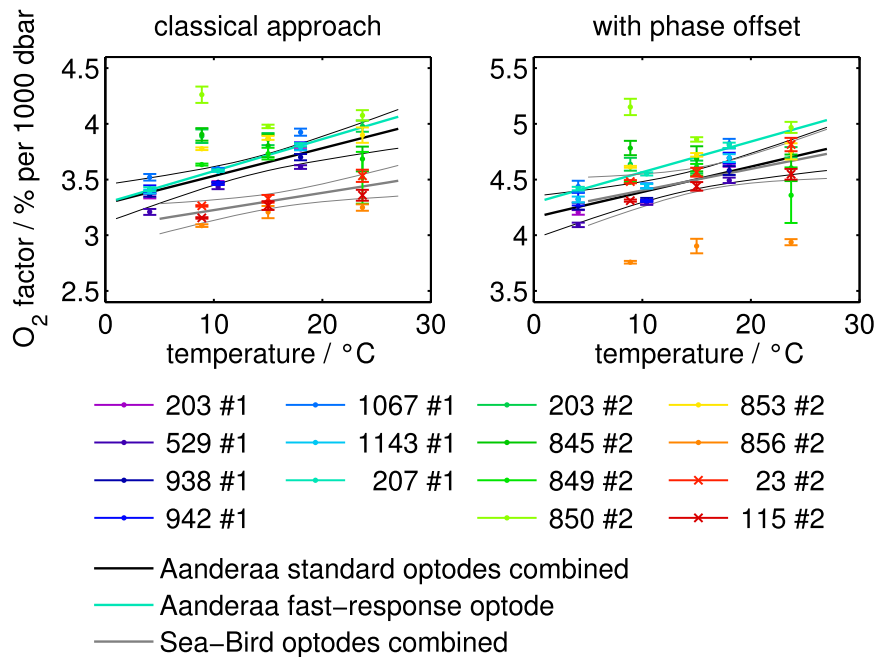 classical approach
with phase offset
O2 factor / % per 1000 dbar
4.5
4
3.5
3
2.5
0 10 20 30
temperature / °C
5.5
5
4.5
4
3.5
0 10 20 30
temperature / °C
203 #1
529 #1
938 #1
942 #1
1067 #1
1143 #1
207 #1
203 #2
845 #2
849 #2
850 #2
853 #2
856 #2
23 #2
115 #2
Aanderaa standard optodes combined
Aanderaa fast−response optode
Sea−Bird optodes combined